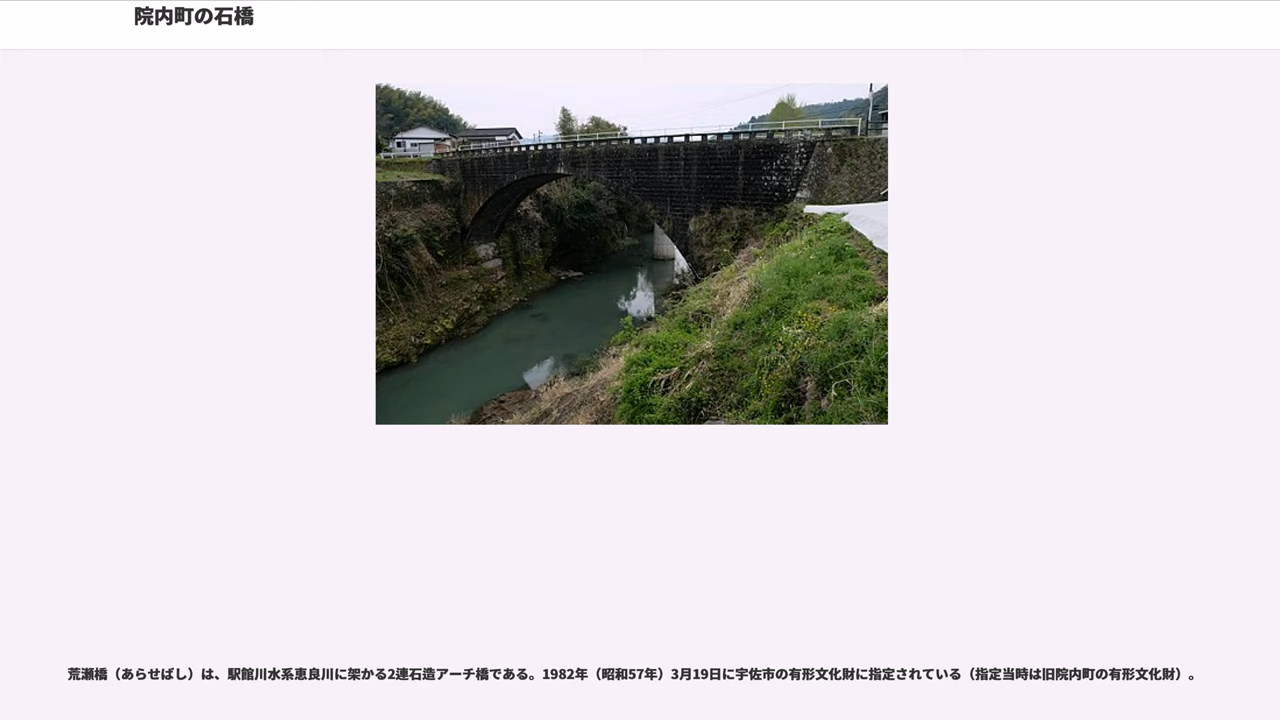 院内町の石橋
荒瀬橋（あらせばし）は、駅館川水系恵良川に架かる2連石造アーチ橋である。1982年（昭和57年）3月19日に宇佐市の有形文化財に指定されている（指定当時は旧院内町の有形文化財）。